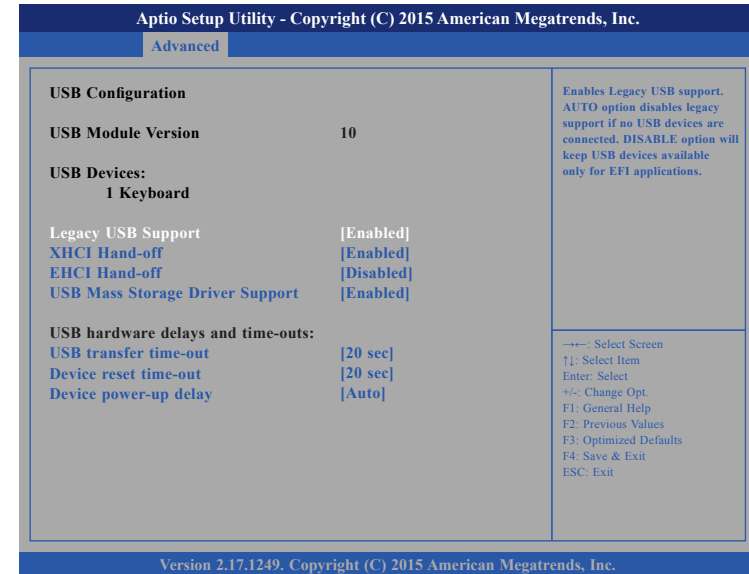 Aptio Setup Utility - Copyright (C) 2015 American Megatrends, Inc.
Advanced
USB Configuration
USB Module Version 10
USB Devices:
1 Keyboard
Legacy USB Support [Enabled]
XHCI Hand-off [Enabled]
EHCI Hand-off [Disabled]
USB Mass Storage Driver Support [Enabled]
USB hardware delays and time-outs:
USB transfer time-out [20 sec]
Device reset time-out [20 sec]
Device power-up delay [Auto]
Enables Legacy USB support.
AUTO option disables legacy
support if no USB devices are
connected. DISABLE option will
keep USB devices available
only for EFI applications.
→←: Select Screen
↑↓: Select Item
Enter: Select
+/-: Change Opt.
F1: General Help
F2: Previous Values
F3: Optimized Defaults
F4: Save & Exit
ESC: Exit
Version 2.17.1249. Copyright (C) 2015 American Megatrends, Inc.